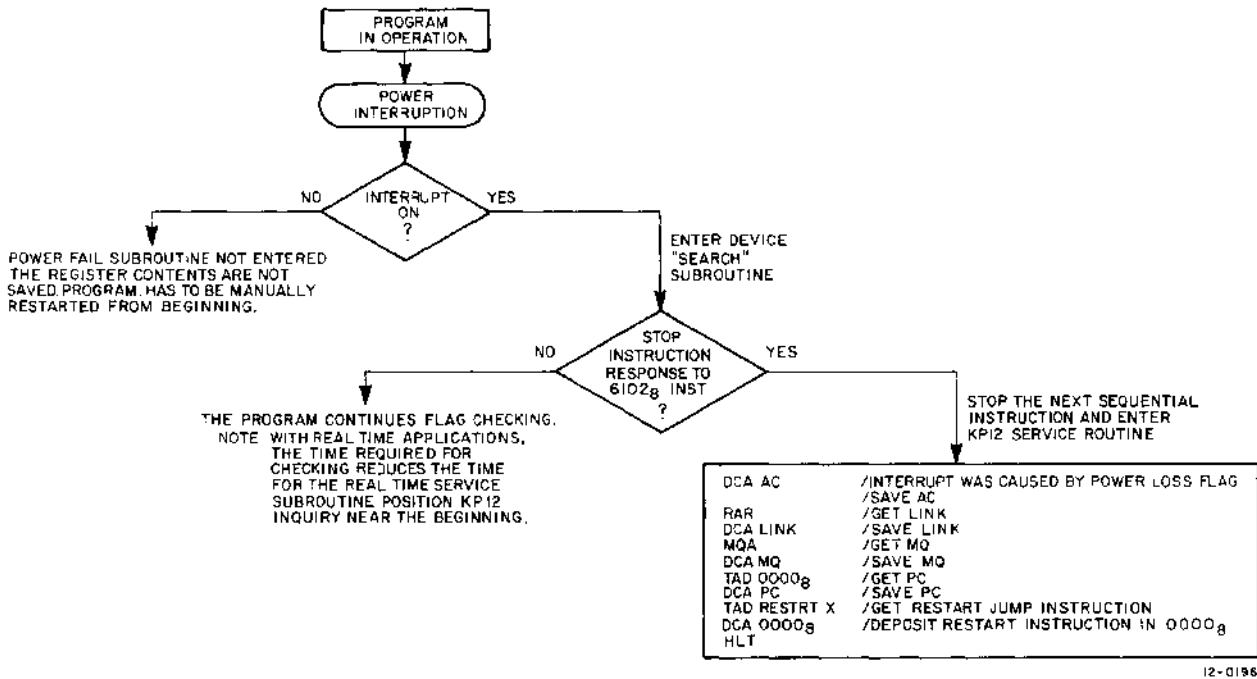 PROGRAM
IN OPERATION
POWER
INTERRUPTION
NO
INTERRUPT
ON
?
YES
POWER FAIL SUBROUTINE NOT ENTERED
THE REGISTER CONTENTS ARE NOT
SAVED. PROGRAM. HAS TO BE MANUALLY
RESTARTED FROM BEGINNING.
ENTER DEVICE
"SEARCH"
SUBROUTINE
NO
STOP
INSTRUCTION
RESPONSE TO
6102₈ INST
?
YES
THE PROGRAM CONTINUES FLAG CHECKING.
NOTE WITH REAL TIME APPLICATIONS,
THE TIME REQUIRED FOR
CHECKING REDUCES THE TIME
FOR THE REAL TIME SERVICE
SUBROUTINE POSITION KP12
INQUIRY NEAR THE BEGINNING.
STOP THE NEXT SEQUENTIAL
INSTRUCTION AND ENTER
KP12 SERVICE ROUTINE
DCA AC /INTERRUPT WAS CAUSED BY POWER LOSS FLAG
/SAVE AC
RAR /GET LINK
DCA LINK /SAVE LINK
MQA /GET MQ
DCA MQ /SAVE MQ
TAD 0000₈ /GET PC
DCA PC /SAVE PC
TAD RESTRT X /GET RESTART JUMP INSTRUCTION
DCA 0000₈ /DEPOSIT RESTART INSTRUCTION IN 0000₈
HLT
12-0196